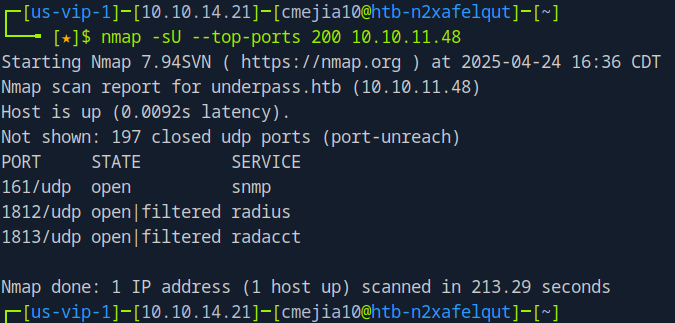 ┌─[us-vip-1]─[10.10.14.21]─[cmejia10@htb-n2xafelqut]─[~]
└──╼ [★]$ nmap -sU --top-ports 200 10.10.11.48
Starting Nmap 7.94SVN ( https://nmap.org ) at 2025-04-24 16:36 CDT
Nmap scan report for underpass.htb (10.10.11.48)
Host is up (0.0092s latency).
Not shown: 197 closed udp ports (port-unreach)
PORT     STATE         SERVICE
161/udp  open          snmp
1812/udp open|filtered radius
1813/udp open|filtered radacct

Nmap done: 1 IP address (1 host up) scanned in 213.29 seconds
┌─[us-vip-1]─[10.10.14.21]─[cmejia10@htb-n2xafelqut]─[~]